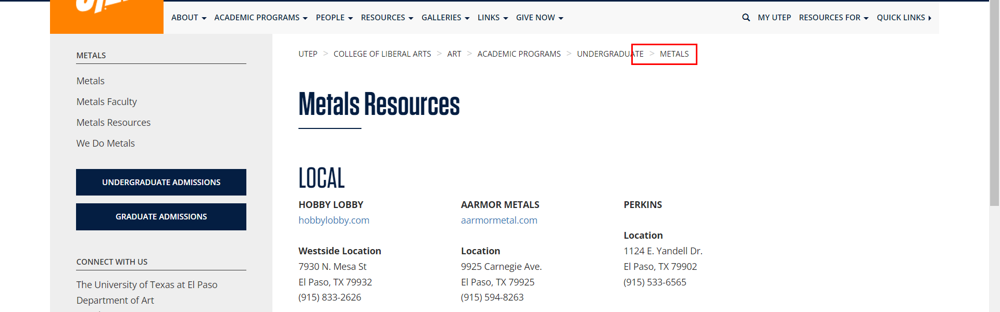 ABOUT ACADEMIC PROGRAMS PEOPLE RESOURCES GALLERIES LINKS GIVE NOW MY UTEP RESOURCES FOR QUICK LINKS
METALS
Metals
Metals Faculty
Metals Resources
We Do Metals
UNDERGRADUATE ADMISSIONS
GRADUATE ADMISSIONS
CONNECT WITH US
The University of Texas at El Paso
Department of Art
UTEP > COLLEGE OF LIBERAL ARTS > ART > ACADEMIC PROGRAMS > UNDERGRADUATE > METALS
Metals Resources
LOCAL
HOBBY LOBBY
hobbylobby.com
Westside Location
7930 N. Mesa St
El Paso, TX 79932
(915) 833-2626
AARMOR METALS
aarmormetal.com
Location
9925 Carnegie Ave.
El Paso, TX 79925
(915) 594-8263
PERKINS
Location
1124 E. Yandell Dr.
El Paso, TX 79902
(915) 533-6565